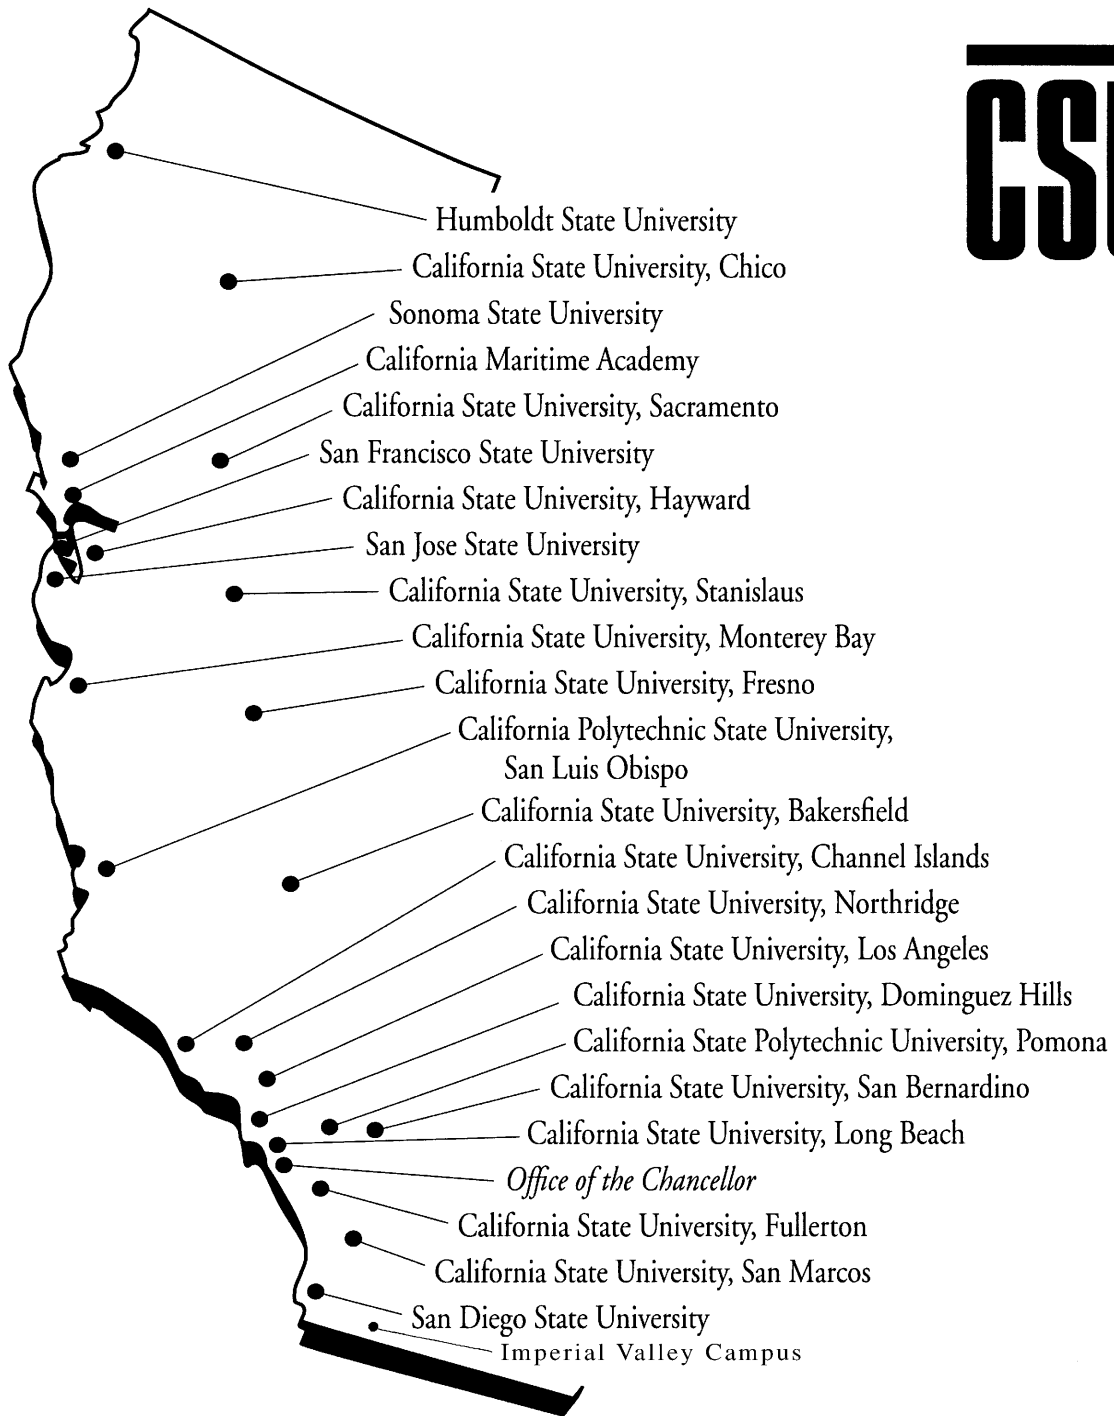 CSU
Humboldt State University
California State University, Chico
Sonoma State University
California Maritime Academy
California State University, Sacramento
San Francisco State University
California State University, Hayward
San Jose State University
California State University, Stanislaus
California State University, Monterey Bay
California State University, Fresno
California Polytechnic State University,
San Luis Obispo
California State University, Bakersfield
California State University, Channel Islands
California State University, Northridge
California State University, Los Angeles
California State University, Dominguez Hills
California State Polytechnic University, Pomona
California State University, San Bernardino
California State University, Long Beach
Office of the Chancellor
California State University, Fullerton
California State University, San Marcos
San Diego State University
Imperial Valley Campus